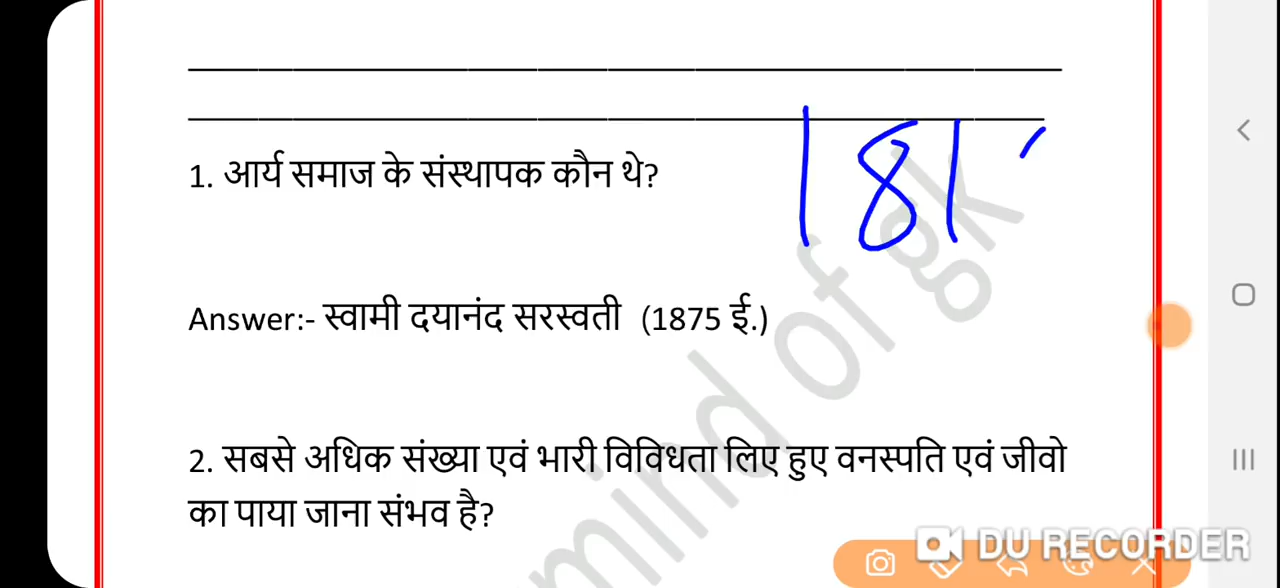 181
1. आर्य समाज के संस्थापक कौन थे?
Answer:- स्वामी दयानंद सरस्वती (1875 ई.)
2. सबसे अधिक संख्या एवं भारी विविधता लिए हुए वनस्पति एवं जीवो
का पाया जाना संभव है?
mind of gk
DU RECORDER